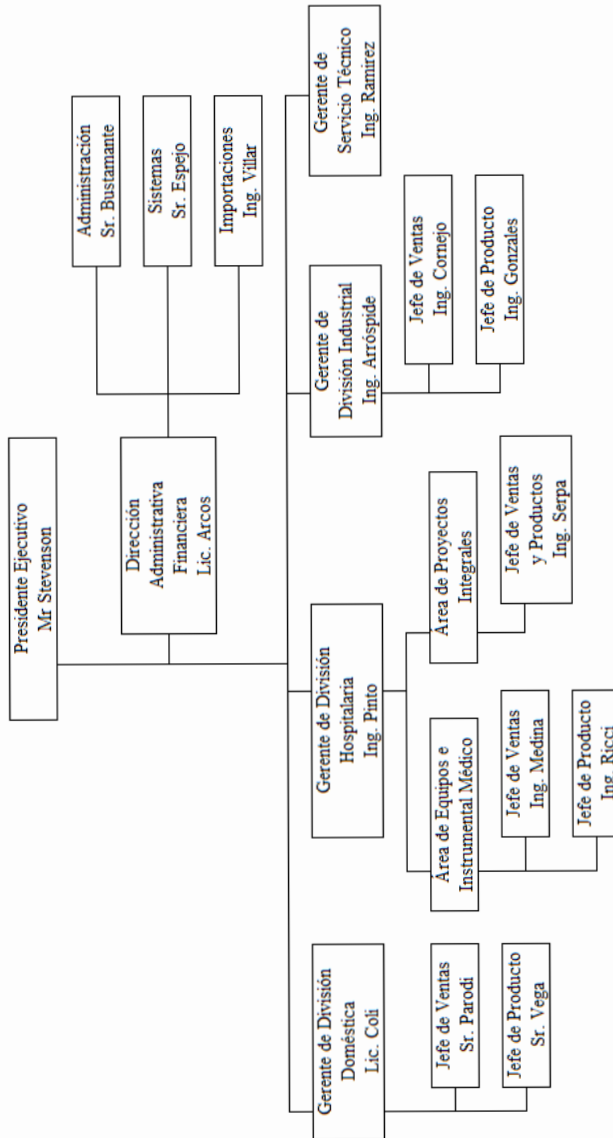 Presidente Ejecutivo
Mr Stevenson
Dirección
Administrativa
Financiera
Lic. Arcos
Administración
Sr. Bustamante
Sistemas
Sr. Espejo
Importaciones
Ing. Villar
Gerente de División
Doméstica
Lic. Coli
Jefe de Ventas
Sr. Parodi
Jefe de Producto
Sr. Vega
Gerente de División
Hospitalaria
Ing. Pinto
Área de Equipos e
Instrumental Médico
Jefe de Ventas
Ing. Medina
Jefe de Producto
Ing. Ricci
Área de Proyectos
Integrales
Jefe de Ventas
y Productos
Ing. Serpa
Gerente de
División Industrial
Ing. Arróspide
Jefe de Ventas
Ing. Cornejo
Jefe de Producto
Ing. Gonzales
Gerente de
Servicio Técnico
Ing. Ramirez